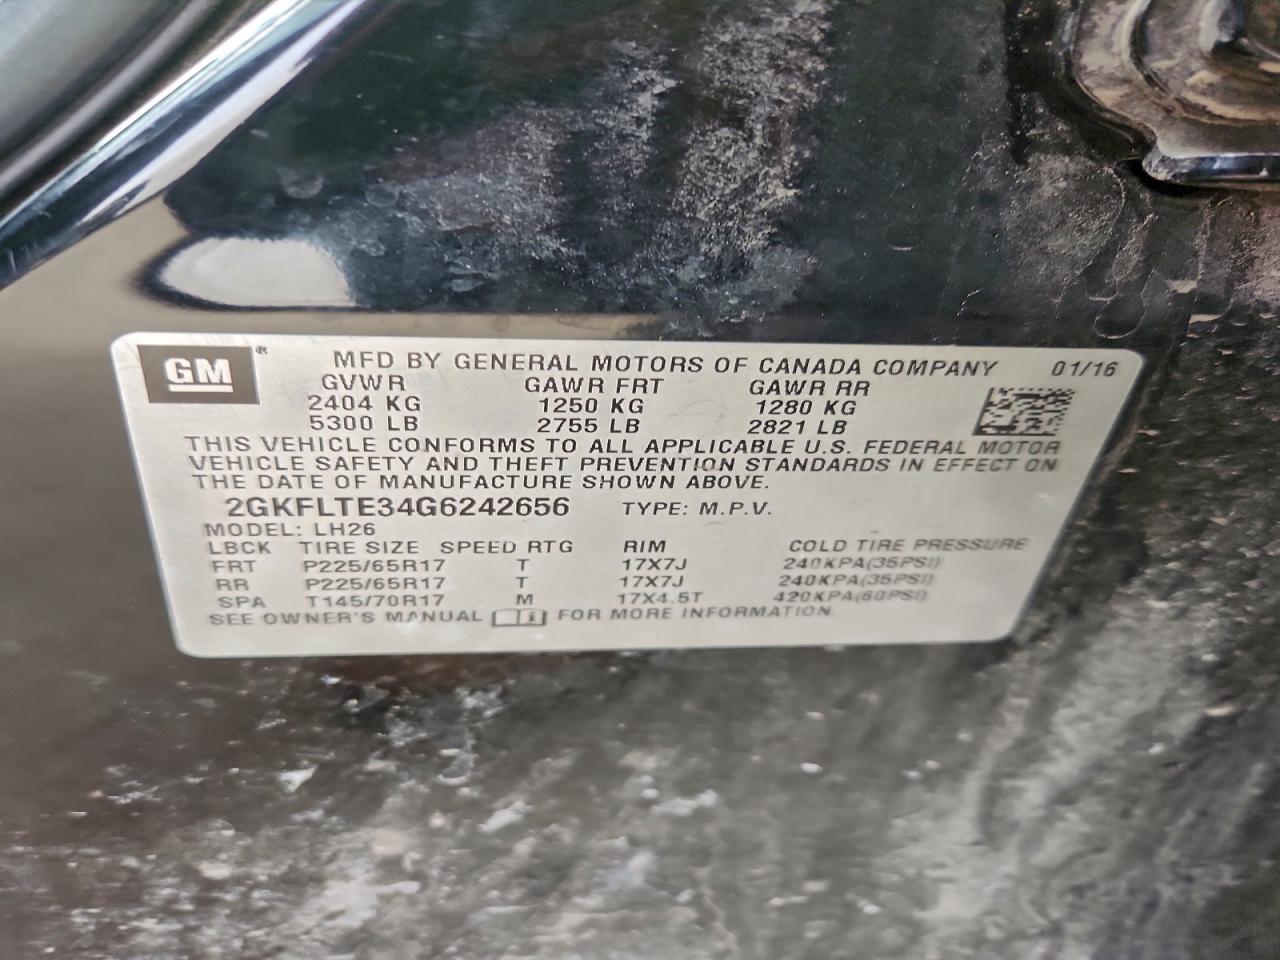 GM® MFD BY GENERAL MOTORS OF CANADA COMPANY 01/16
GVWR GAWR FRT GAWR RR
2404 KG 1250 KG 1280 KG
5300 LB 2755 LB 2821 LB
THIS VEHICLE CONFORMS TO ALL APPLICABLE U.S. FEDERAL MOTOR
VEHICLE SAFETY AND THEFT PREVENTION STANDARDS IN EFFECT ON
THE DATE OF MANUFACTURE SHOWN ABOVE.
2GKFLTE34G6242656 TYPE: M.P.V.
MODEL: LH26
LBCK TIRE SIZE SPEED RTG RIM COLD TIRE PRESSURE
FRT P225/65R17 T 17X7J 240KPA(35PSI)
RR P225/65R17 T 17X7J 240KPA(35PSI)
SPA T145/70R17 M 17X4.5T 420KPA(60PSI)
SEE OWNER'S MANUAL FOR MORE INFORMATION.